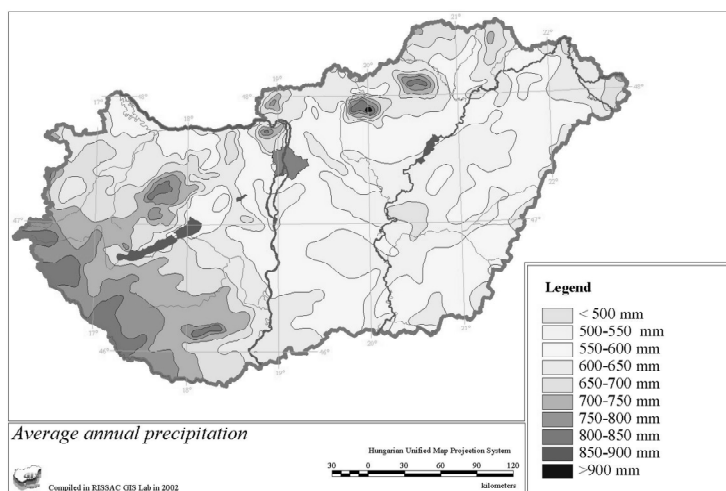 Legend
< 500 mm
500-550 mm
550-600 mm
600-650 mm
650-700 mm
700-750 mm
750-800 mm
800-850 mm
850-900 mm
>900 mm
Average annual precipitation
Hungarian Unified Map Projection System
30 0 30 60 90 120
kilometers
Compiled in RISSAC GIS Lab in 2002